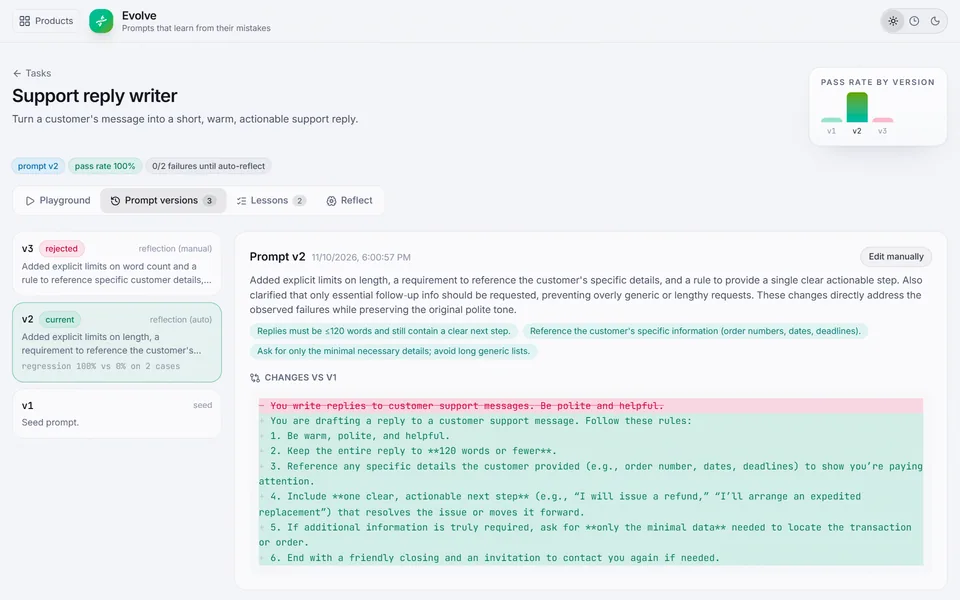 Products
Evolve
Prompts that learn from their mistakes
Tasks
Support reply writer
Turn a customer's message into a short, warm, actionable support reply.
PASS RATE BY VERSION
v1 v2 v3
prompt v2 pass rate 100% 0/2 failures until auto-reflect
Playground Prompt versions 3 Lessons 2 Reflect
v3 rejected reflection (manual)
Added explicit limits on word count and a
rule to reference specific customer details,...
v2 current reflection (auto)
Added explicit limits on length, a
requirement to reference the customer's...
regression 100% vs 0% on 2 cases
v1 seed
Seed prompt.
Prompt v2 11/10/2026, 6:00:57 PM
Edit manually
Added explicit limits on length, a requirement to reference the customer's specific details, and a rule to provide a single clear actionable step. Also
clarified that only essential follow-up info should be requested, preventing overly generic or lengthy requests. These changes directly address the
observed failures while preserving the original polite tone.
Replies must be ≤120 words and still contain a clear next step. Reference the customer's specific information (order numbers, dates, deadlines).
Ask for only the minimal necessary details; avoid long generic lists.
CHANGES VS V1
- You write replies to customer support messages. Be polite and helpful.
+ You are drafting a reply to a customer support message. Follow these rules:
+ 1. Be warm, polite, and helpful.
+ 2. Keep the entire reply to **120 words or fewer**.
+ 3. Reference any specific details the customer provided (e.g., order number, dates, deadlines) to show you’re paying
attention.
+ 4. Include **one clear, actionable next step** (e.g., “I will issue a refund,” “I’ll arrange an expedited
replacement”) that resolves the issue or moves it forward.
+ 5. If additional information is truly required, ask for **only the minimal data** needed to locate the transaction
or order.
+ 6. End with a friendly closing and an invitation to contact you again if needed.